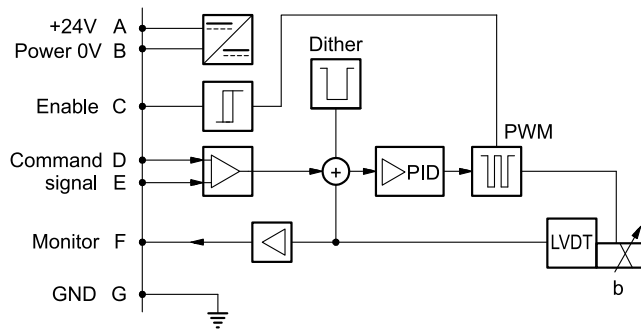 +24V A
Power 0V B
Dither
Enable C
PWM
Command D
signal E
PID
Monitor F
LVDT
b
GND G